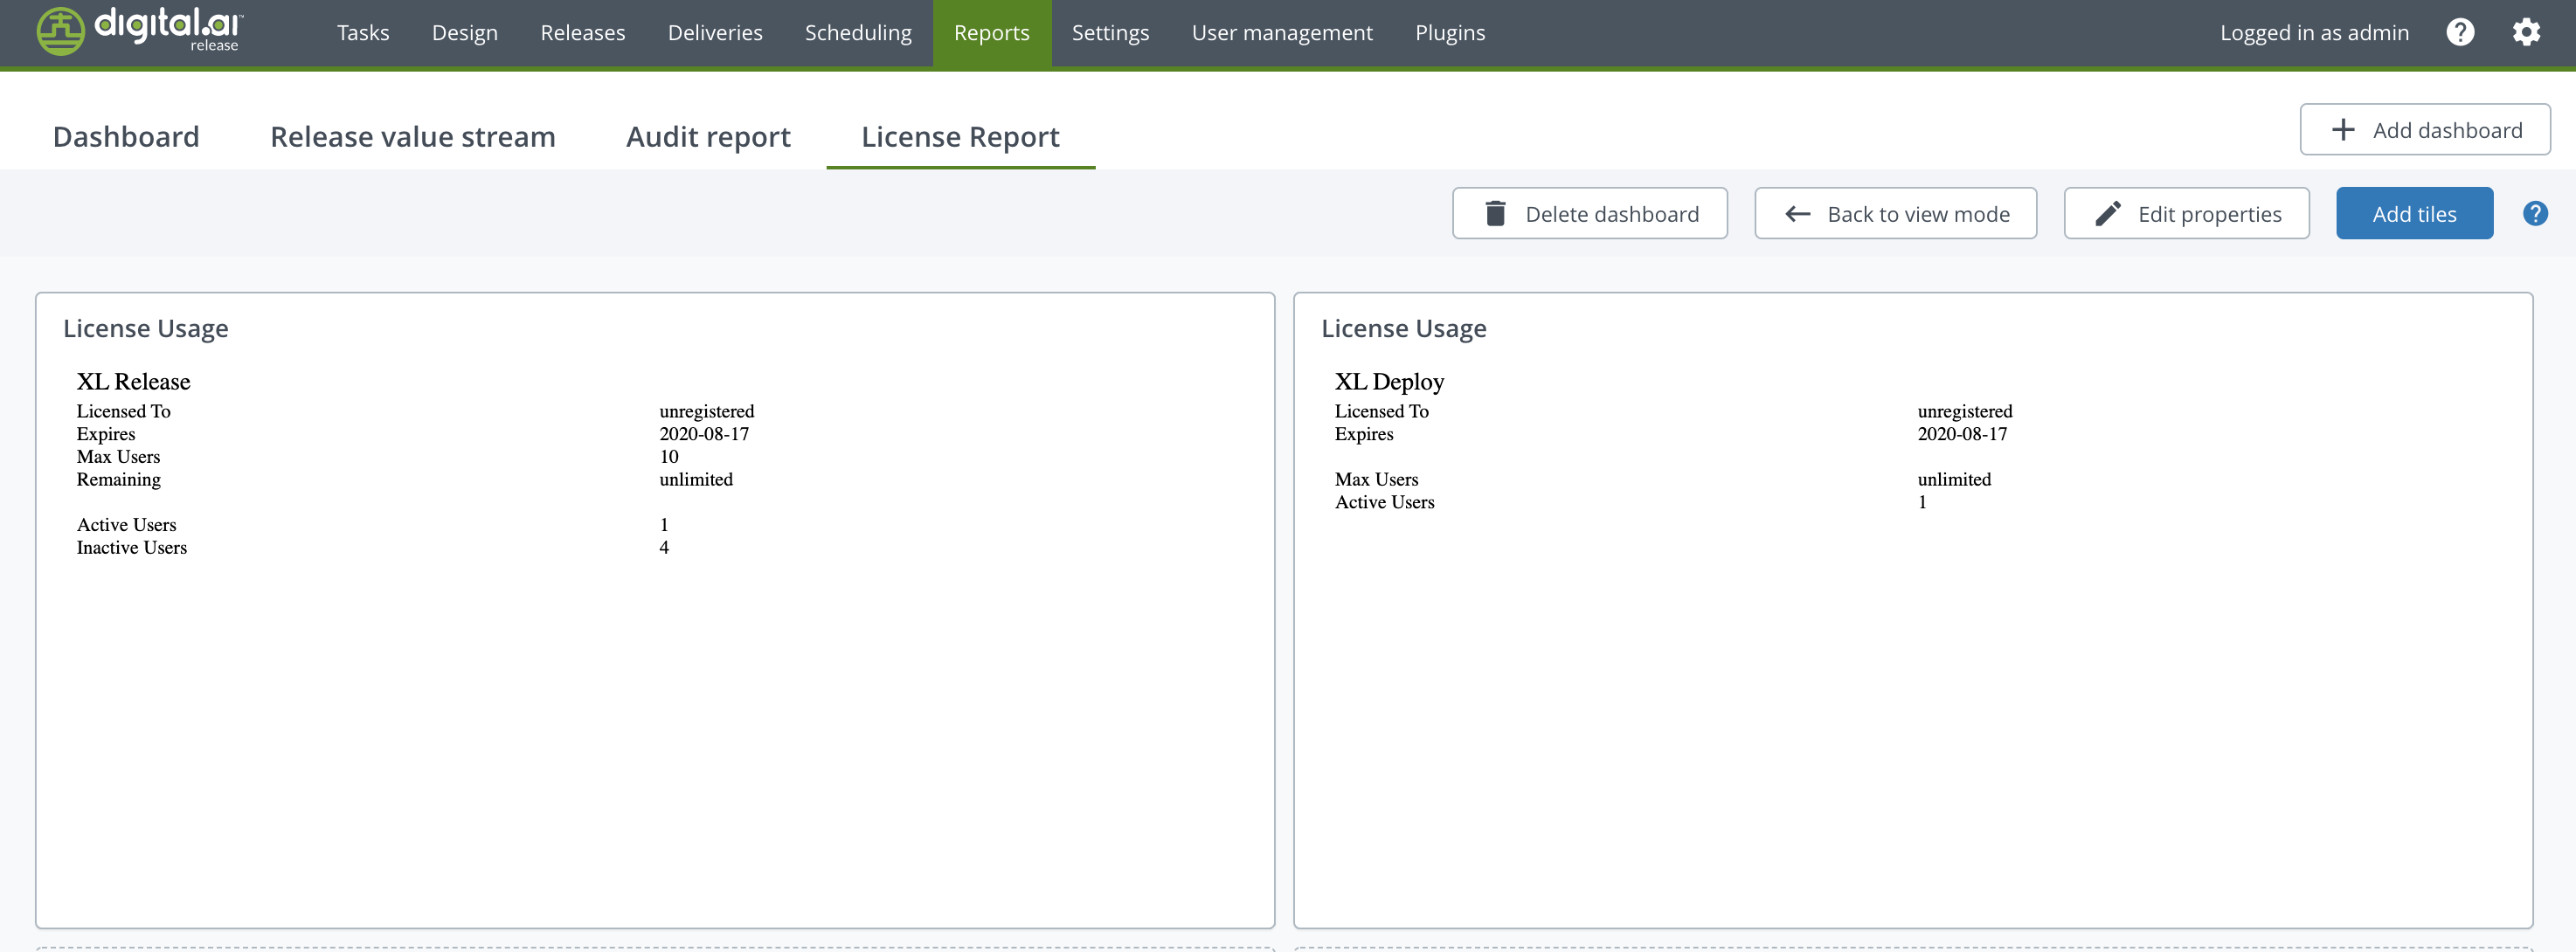 digital.ai™
release
Tasks Design Releases Deliveries Scheduling Reports Settings User management Plugins Logged in as admin ?
Dashboard Release value stream Audit report License Report + Add dashboard
Delete dashboard Back to view mode Edit properties Add tiles ?
License Usage
XL Release
Licensed To unregistered
Expires 2020-08-17
Max Users 10
Remaining unlimited
Active Users 1
Inactive Users 4
License Usage
XL Deploy
Licensed To unregistered
Expires 2020-08-17
Max Users unlimited
Active Users 1